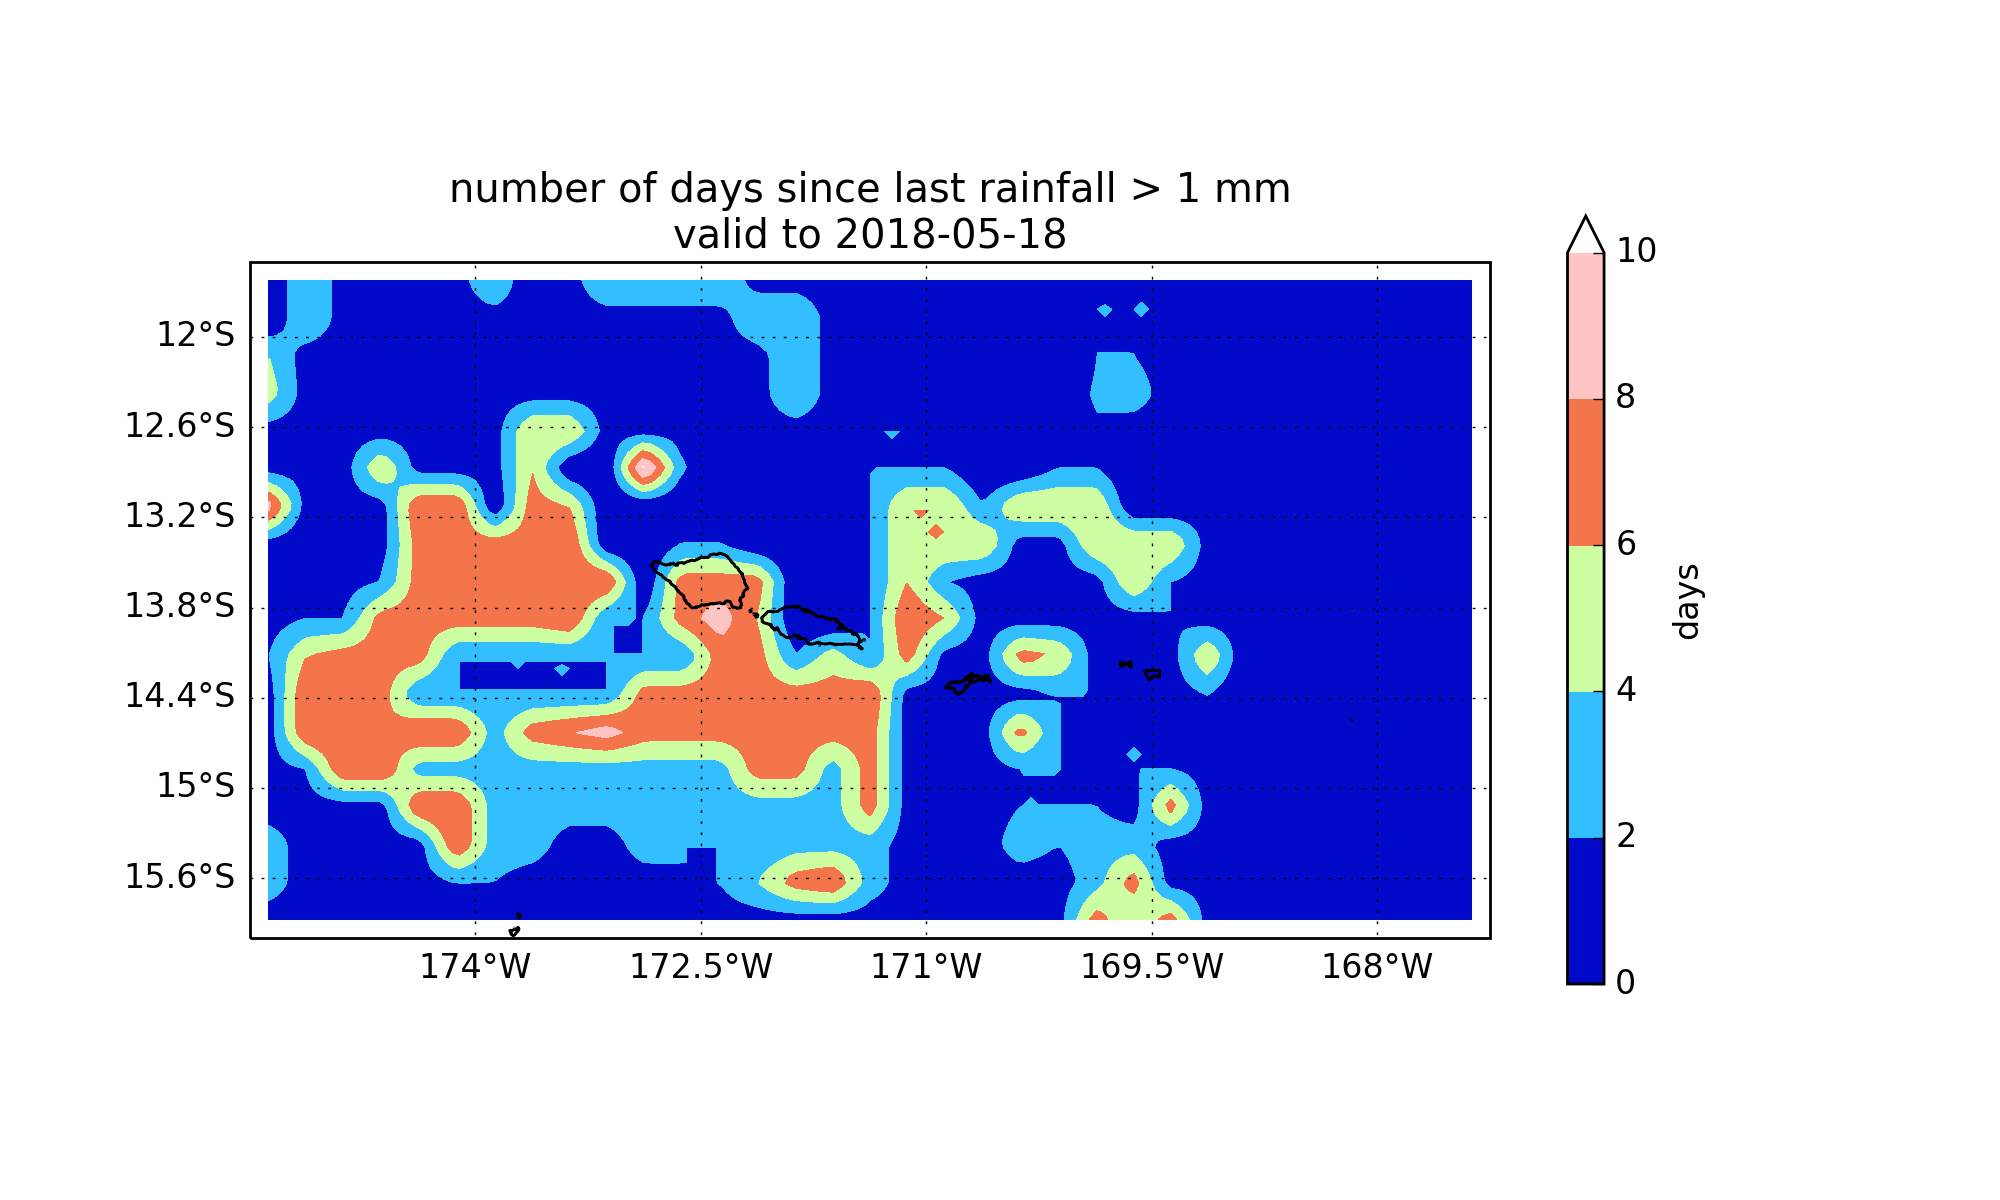 number of days since last rainfall > 1 mm
valid to 2018-05-18
12°S
12.6°S
13.2°S
13.8°S
14.4°S
15°S
15.6°S
174°W
172.5°W
171°W
169.5°W
168°W
10
8
6
4
2
0
days